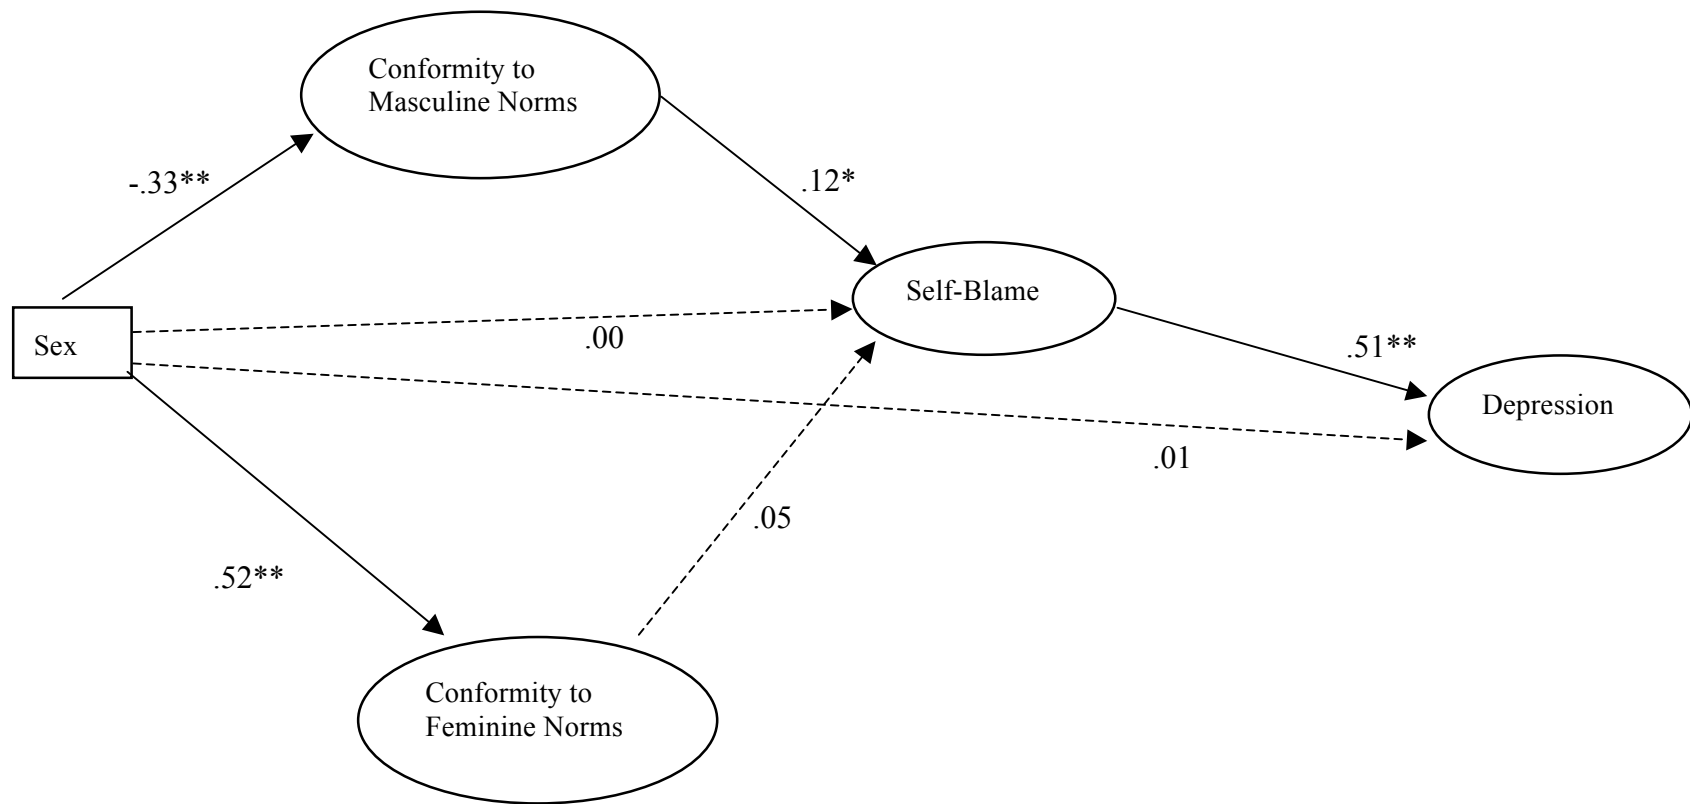 Conformity to
Masculine Norms
-.33**
.12*
Self-Blame
Sex
.00
.51**
Depression
.01
.05
.52**
Conformity to
Feminine Norms